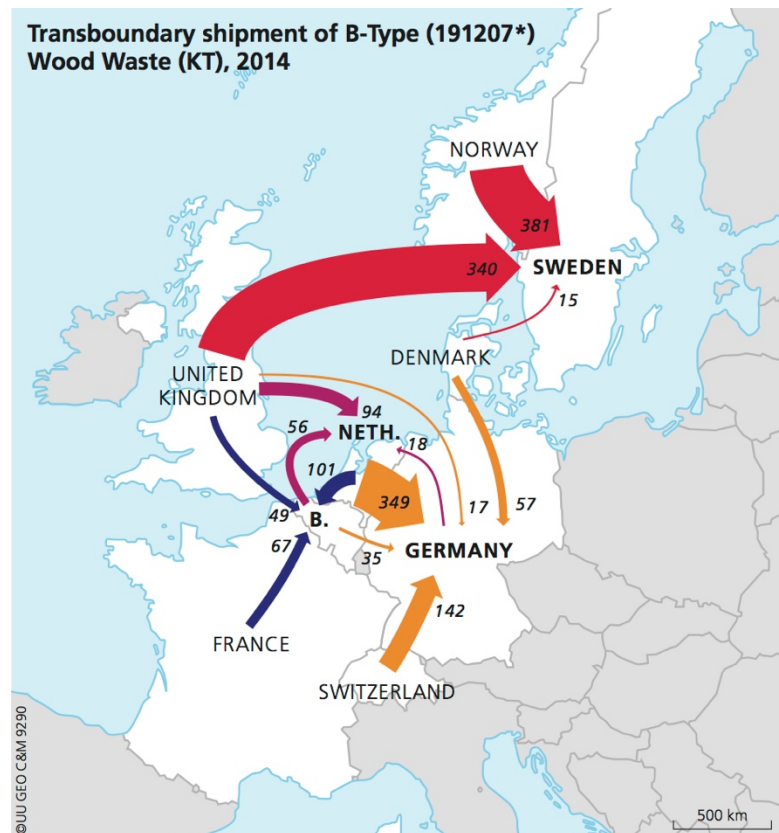 Transboundary shipment of B-Type (191207*)
Wood Waste (KT), 2014
NORWAY
381
340
SWEDEN
15
DENMARK
UNITED
KINGDOM
94
56
NETH.
18
101
349
17
57
49
B.
67
35
GERMANY
142
FRANCE
SWITZERLAND
500 km
©UU GEO C&M 9290